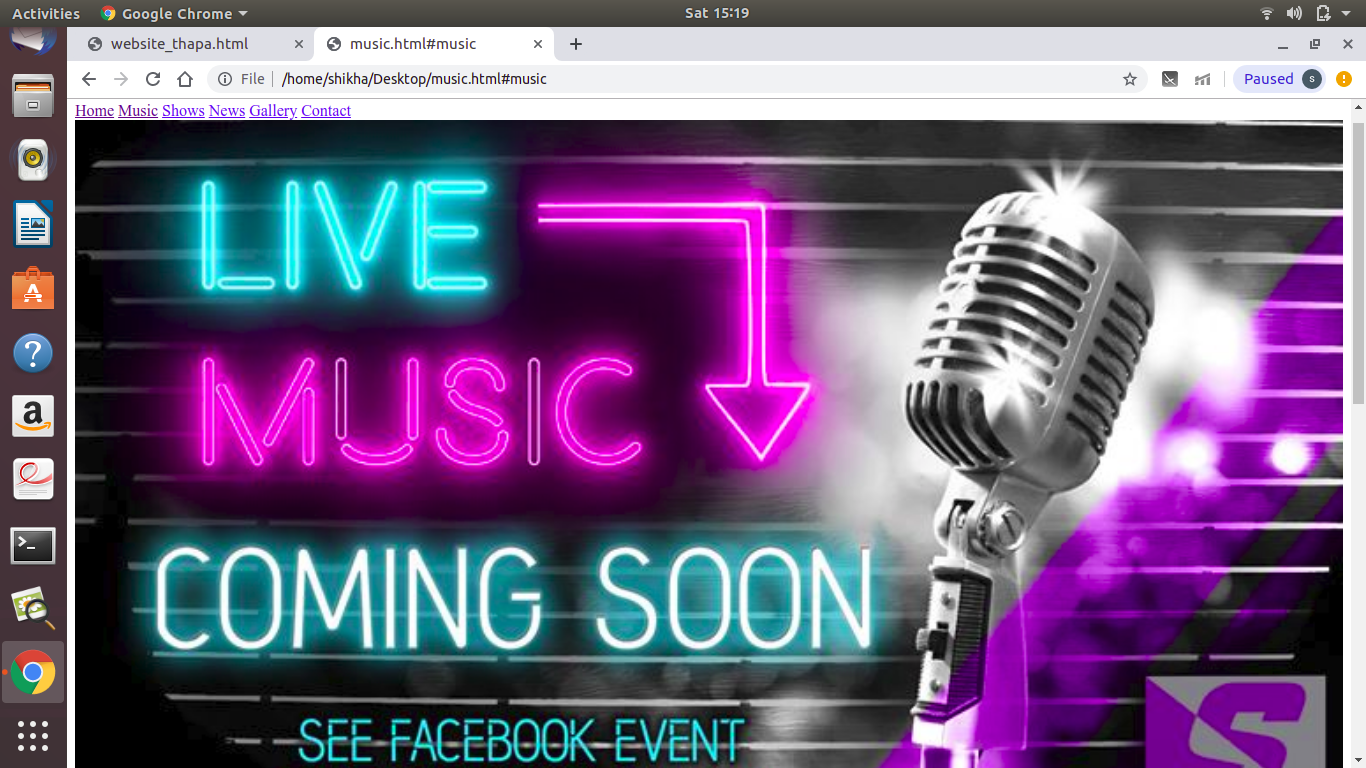 Activities Google Chrome Sat 15:19
website_thapa.html music.html#music
File /home/shikha/Desktop/music.html#music Paused S
Home Music Shows News Gallery Contact
LIVE
MUSIC
COMING SOON
SEE FACEBOOK EVENT
S